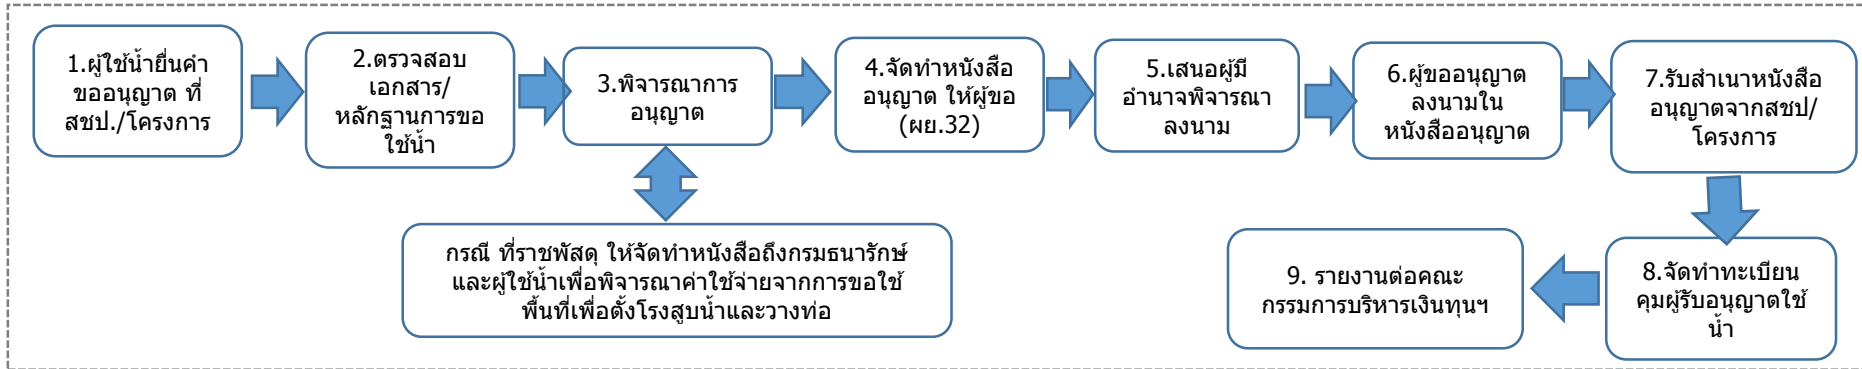 1.ผู้ใช้น้ำยื่นคำ
ขออนุญาต ที่
สชป./โครงการ
2.ตรวจสอบ
เอกสาร/
หลักฐานการขอ
ใช้น้ำ
3.พิจารณาการ
อนุญาต
4.จัดทำหนังสือ
อนุญาต ให้ผู้ขอ
(ผย.32)
5.เสนอผู้มี
อำนาจพิจารณา
ลงนาม
6.ผู้ขออนุญาต
ลงนามใน
หนังสืออนุญาต
7.รับสำเนาหนังสือ
อนุญาตจากสชป/
โครงการ
กรณี ที่ราชพัสดุ ให้จัดทำหนังสือถึงกรมธนารักษ์
และผู้ใช้น้ำเพื่อพิจารณาค่าใช้จ่ายจากการขอใช้
พื้นที่เพื่อตั้งโรงสูบน้ำและวางท่อ
8.จัดทำทะเบียน
คุมผู้รับอนุญาตใช้
น้ำ
9. รายงานต่อคณะ
กรรมการบริหารเงินทุนฯ